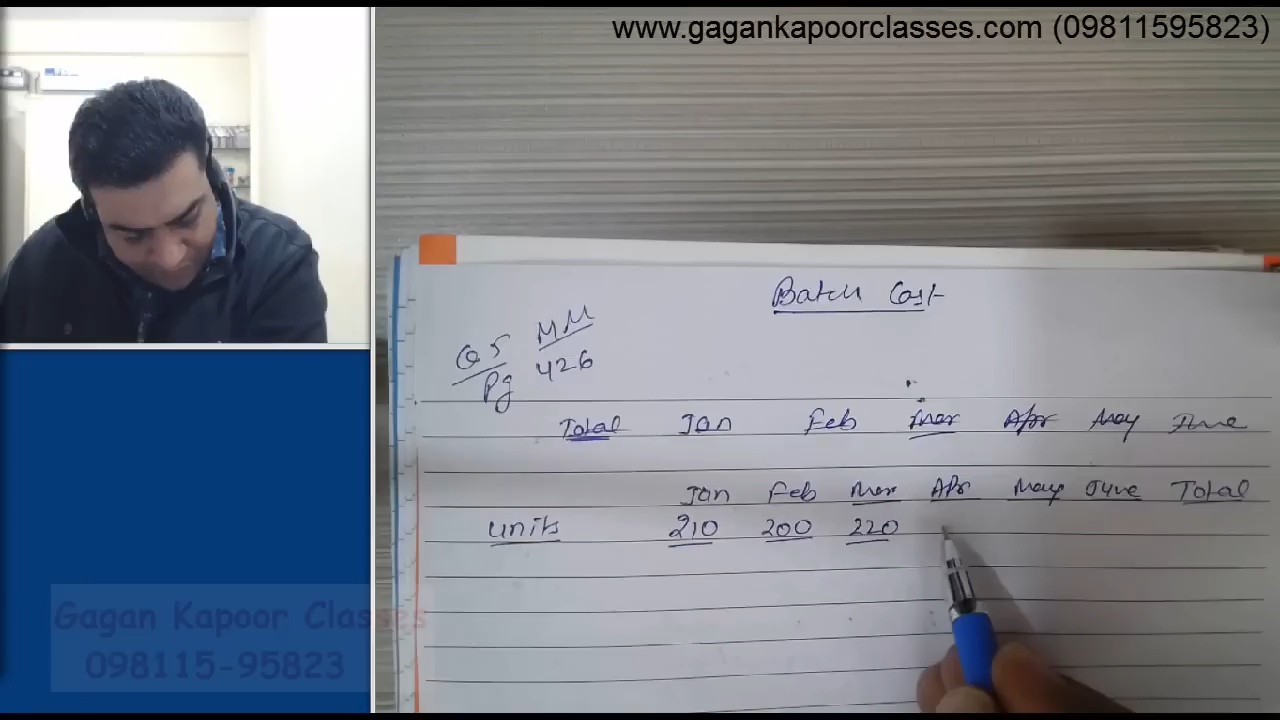 www.gagankapoorclasses.com (09811595823)
Batch Cost
Q5 MM
Pg 426
Total Jan Feb Mar Apr May June
Jan Feb Mar Apr May June Total
Units 210 200 220
Gagan Kapoor Classes
098115-95823